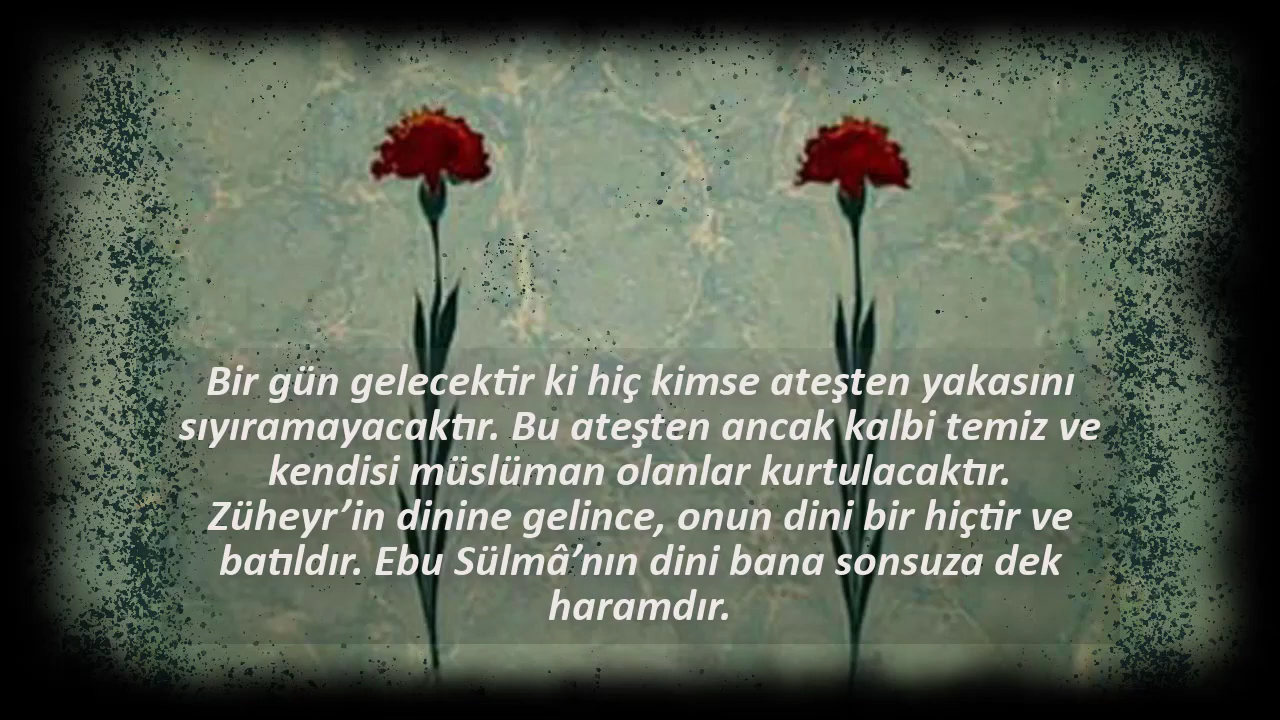 Bir gün gelecektir ki hiç kimse ateşten yakasını
sıyıramayacaktır. Bu ateşten ancak kalbi temiz ve
kendisi müslüman olanlar kurtulacaktır.
Züheyr’in dinine gelince, onun dini bir hiçtir ve
batıldır. Ebu Sülmâ’nın dini bana sonsuza dek
haramdır.